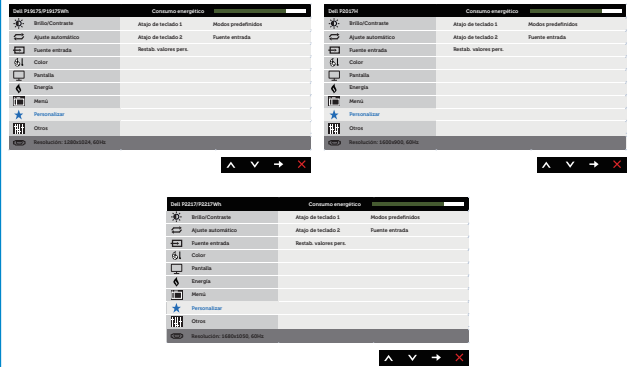 Dell P1917S/P1917SWh Consumo energético
Brillo/Contraste Atajo de teclado 1 Modos predefinidos
Ajuste automático Atajo de teclado 2 Fuente entrada
Fuente entrada Restab. valores pers.
Color
Pantalla
Energía
Menú
Personalizar
Otros
Resolución: 1280x1024, 60Hz
Dell P2017H Consumo energético
Brillo/Contraste Atajo de teclado 1 Modos predefinidos
Ajuste automático Atajo de teclado 2 Fuente entrada
Fuente entrada Restab. valores pers.
Color
Pantalla
Energía
Menú
Personalizar
Otros
Resolución: 1600x900, 60Hz
Dell P2217/P2217Wh Consumo energético
Brillo/Contraste Atajo de teclado 1 Modos predefinidos
Ajuste automático Atajo de teclado 2 Fuente entrada
Fuente entrada Restab. valores pers.
Color
Pantalla
Energía
Menú
Personalizar
Otros
Resolución: 1680x1050, 60Hz